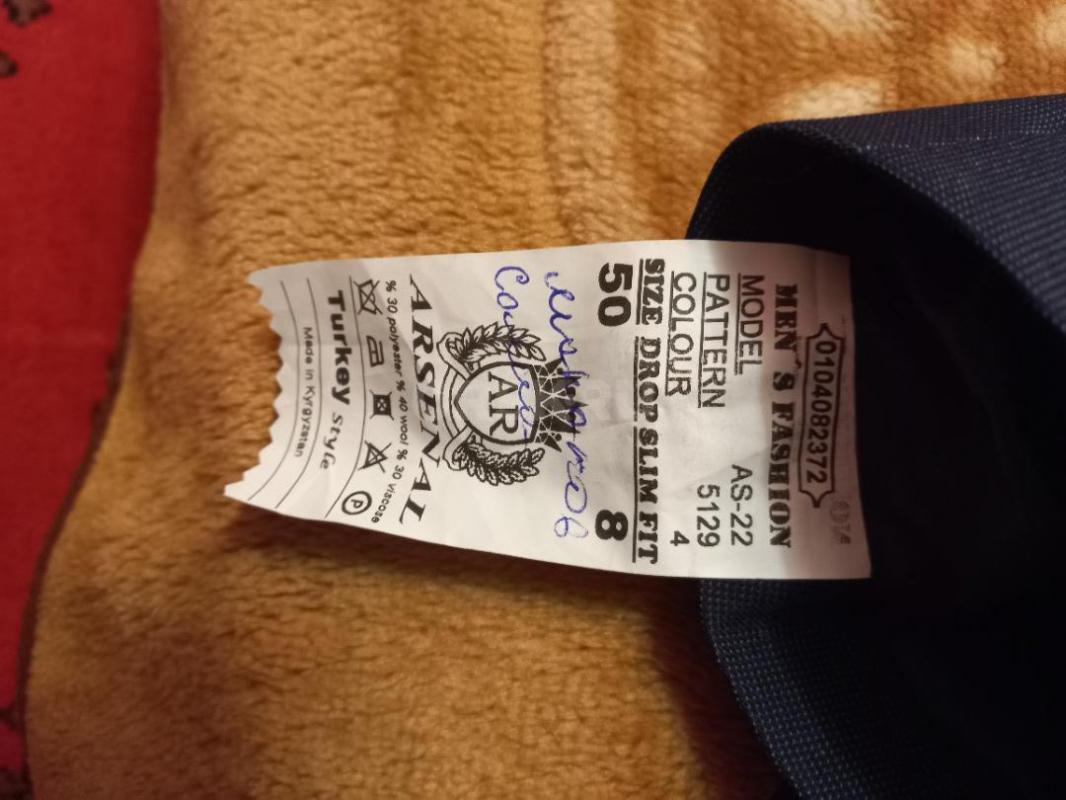 0104082372
MEN'S FASHION
MODEL AS-22
PATTERN 5129
COLOUR 4
SIZE DROP SLIM FIT
50 8
AR
ARSENAL
% 30 polyester % 40 wool % 30 viscose
P
Turkey Style
Made in Kyrgyzstan